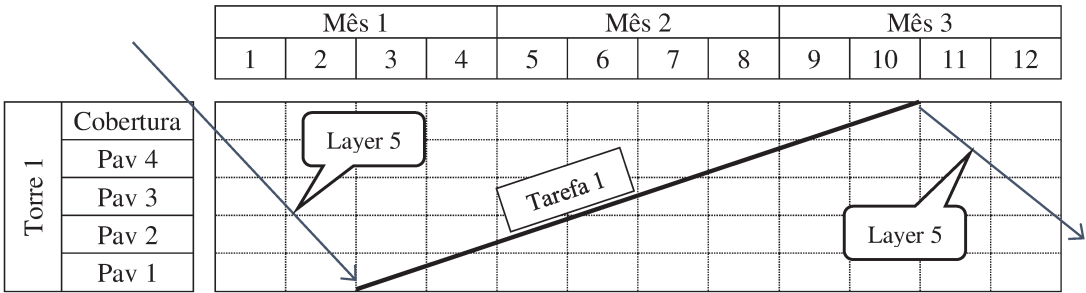 Mês 1 Mês 2 Mês 3
1 2 3 4 5 6 7 8 9 10 11 12
Torre 1
Cobertura
Pav 4
Pav 3
Pav 2
Pav 1
Layer 5
Tarefa 1
Layer 5